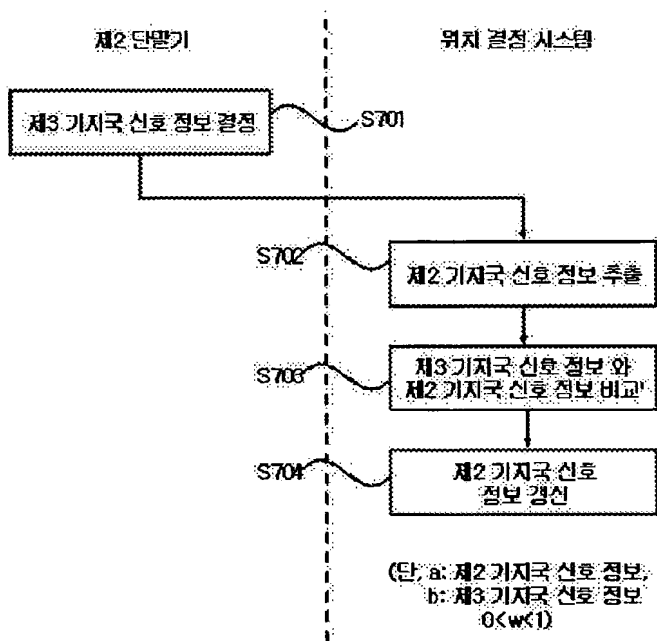 제2 단말기
위치 결정 시스템
제3 기지국 신호 정보 결정
S701
S702
제2 기지국 신호 정보 추출
S703
제3 기지국 신호 정보 와
제2 기지국 신호 정보 비교'
S704
제2 기지국 신호
정보 갱신
(단, a: 제2 기지국 신호 정보,
b: 제3 기지국 신호 정보
0<w<1)